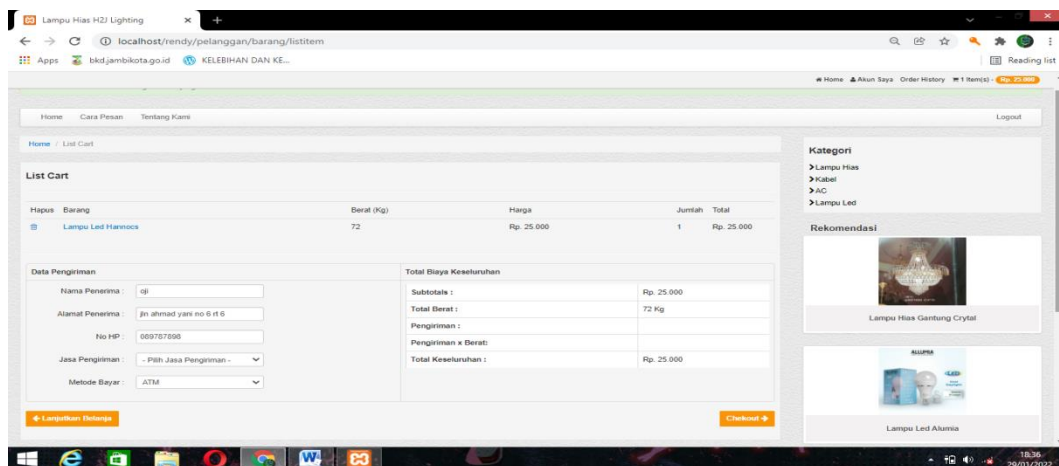 Lampu Hias H2J Lighting
localhost/rendy/pelanggan/barang/listitem
Apps bkd.jambikota.go.id KELEBIHAN DAN KE... Reading list
Home Akun Saya Order History 1 Item(s) - Rp. 25.000
Home Cara Pesan Tentang Kami Logout
Home / List Cart
List Cart
Hapus Barang Berat (Kg) Harga Jumlah Total
Lampu Led Hannocs 72 Rp. 25.000 1 Rp. 25.000
Data Pengiriman
Nama Penerima : oji
Alamat Penerima : jln ahmad yani no 6 rt 6
No HP : 089787898
Jasa Pengiriman : - Pilih Jasa Pengiriman -
Metode Bayar : ATM
Total Biaya Keseluruhan
Subtotals : Rp. 25.000
Total Berat : 72 Kg
Pengiriman :
Pengiriman x Berat:
Total Keseluruhan : Rp. 25.000
Lanjutkan Belanja
Chekout
Kategori
Lampu Hias
Kabel
AC
Lampu Led
Rekomendasi
Lampu Hias Gantung Crytal
ALLUMIA
LED
Lampu Led Alumia
18:36
29/01/2022